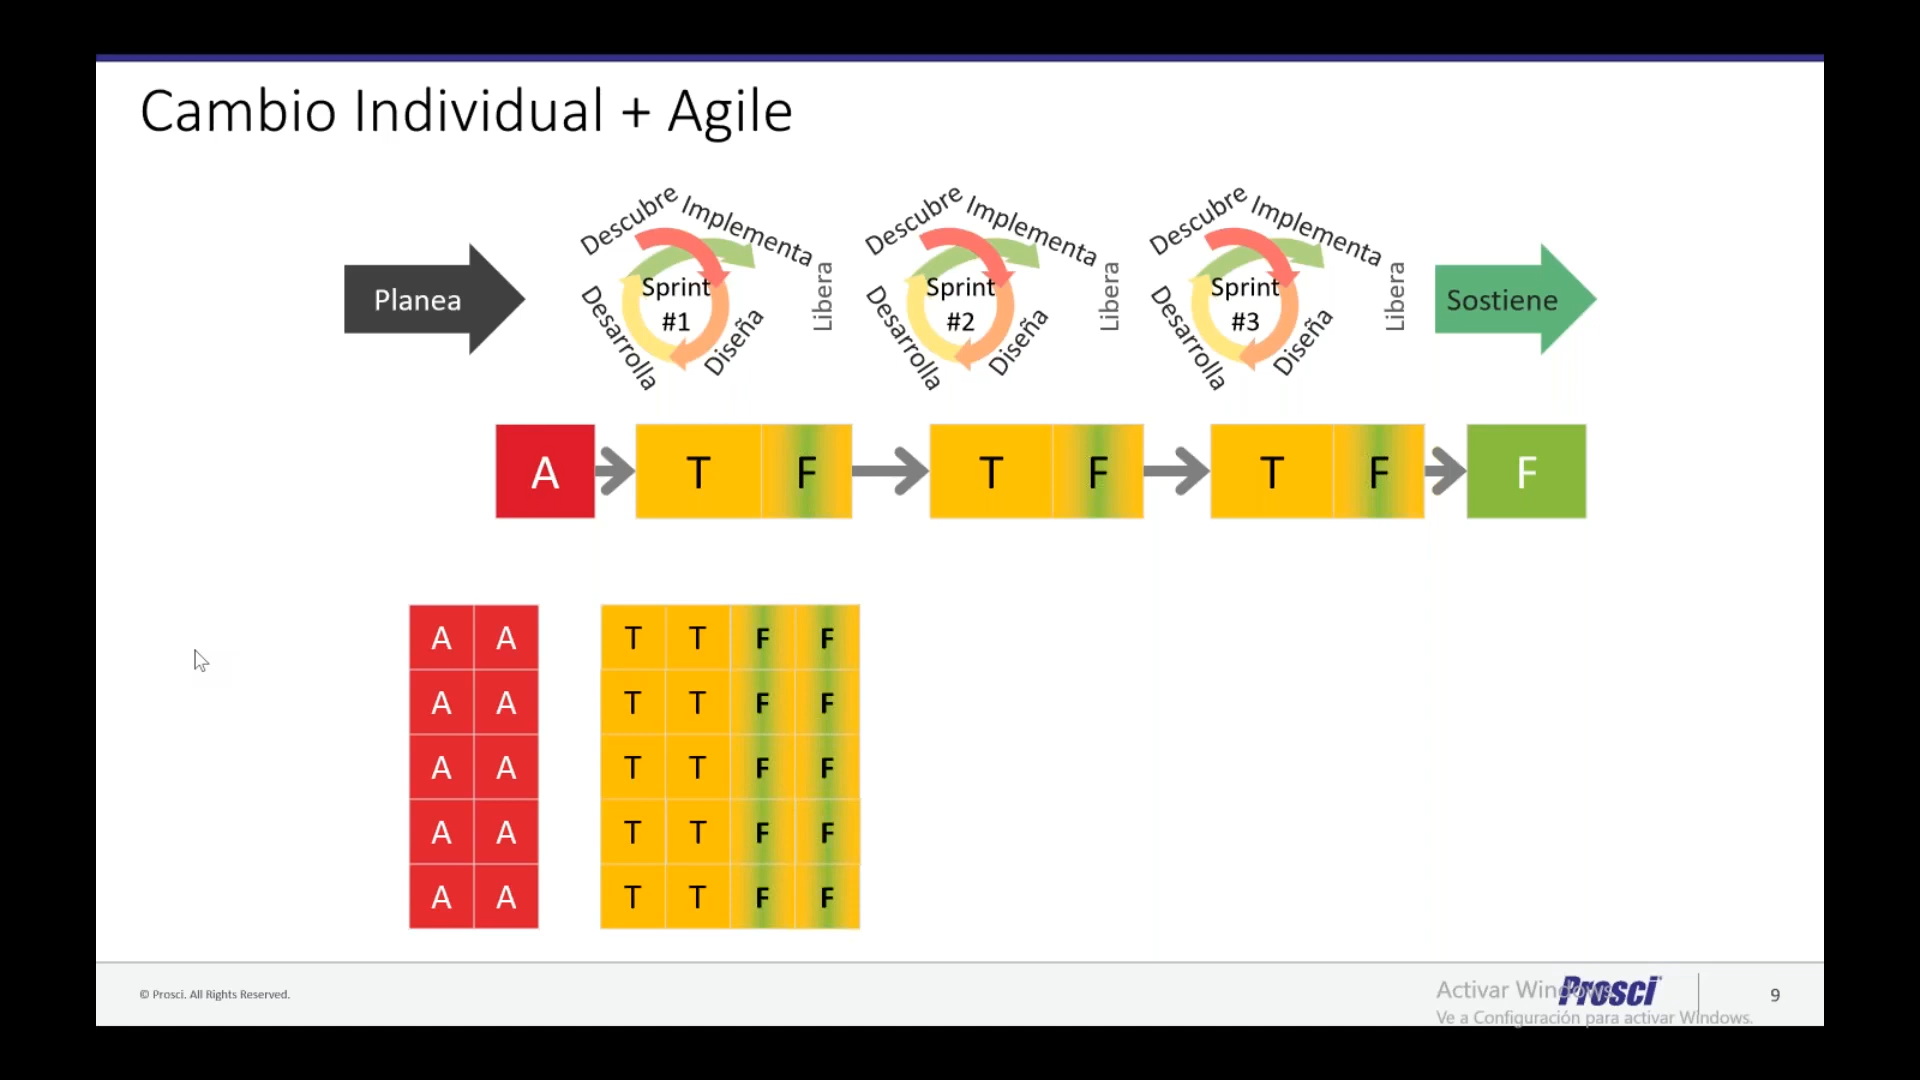 Cambio Individual + Agile
Planea
Descubre
Implementa
Sprint
#1
Desarrolla
Diseña
Libera
Descubre
Implementa
Sprint
#2
Desarrolla
Diseña
Libera
Descubre
Implementa
Sprint
#3
Desarrolla
Diseña
Libera
Sostiene
A T F T F T F F
A A T T F F
A A T T F F
A A T T F F
A A T T F F
A A T T F F
© Prosci. All Rights Reserved.
Activar Windows
Prosci
9
Ve a Configuración para activar Windows.